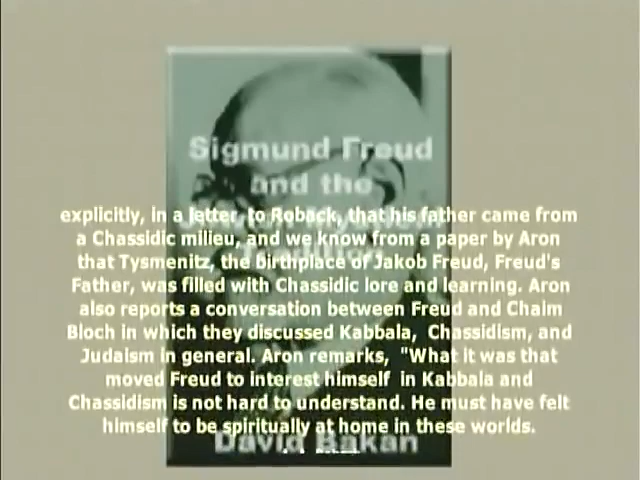 Sigmund Freud
and the
explicitly, in a letter, to Roback, that his father came from
a Chassidic milieu, and we know from a paper by Aron
that Tysmenitz, the birthplace of Jakob Freud, Freud's
Father, was filled with Chassidic lore and learning. Aron
also reports a conversation between Freud and Chaim
Bloch in which they discussed Kabbala, Chassidism, and
Judaism in general. Aron remarks, "What it was that
moved Freud to interest himself in Kabbala and
Chassidism is not hard to understand. He must have felt
himself to be spiritually at home in these worlds.
David Bakan